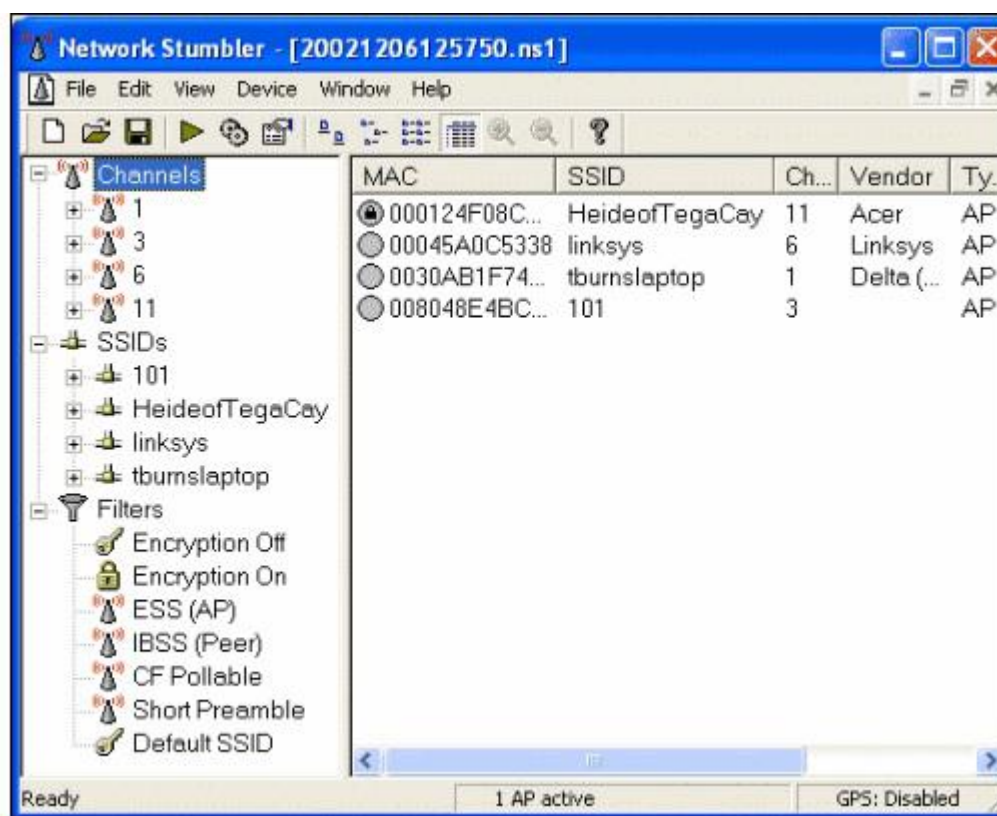 Network Stumbler - [20021206125750.ns1]
File Edit View Device Window Help
Channels
1
3
6
11
SSIDs
101
HeideofTegaCay
linksys
tburnslaptop
Filters
Encryption Off
Encryption On
ESS (AP)
IBSS (Peer)
CF Pollable
Short Preamble
Default SSID
MAC SSID Ch... Vendor Ty.
000124F08C... HeideofTegaCay 11 Acer AP
00045A0C5338 linksys 6 Linksys AP
0030AB1F74... tburnslaptop 1 Delta (... AP
008048E4BC... 101 3 AP
Ready 1 AP active GPS: Disabled